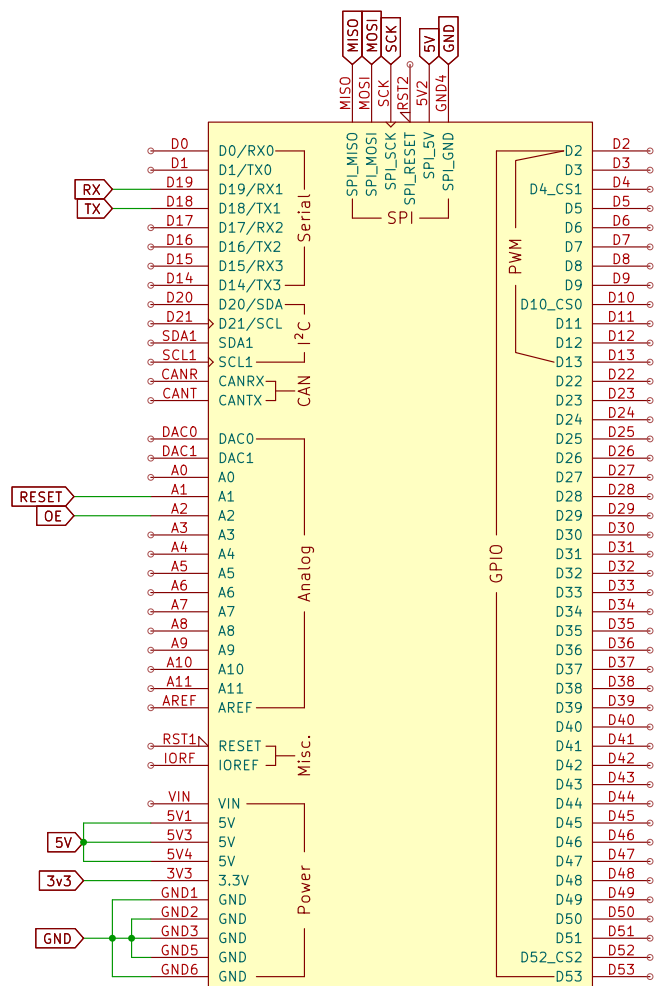 MISO MOSI SCK 5V GND
MISO MOSI SCK RST2 5V2 GND4
SPI_MISO SPI_MOSI SPI_SCK SPI_RESET SPI_5V SPI_GND
SPI
D0 D0/RX0 D2 D2
D1 D1/TX0 D3 D3
RX D19 D19/RX1 D4_CS1 D4
TX D18 D18/TX1 D5 D5
D17 D17/RX2 D6 D6
D16 D16/TX2 D7 D7
D15 D15/RX3 D8 D8
D14 D14/TX3 D9 D9
Serial
PWM
D20 D20/SDA D10_CS0 D10
D21 D21/SCL D11 D11
SDA1 SDA1 D12 D12
SCL1 SCL1 D13 D13
I²C
CANR CANRX D22 D22
CANT CANTX D23 D23
CAN
D24 D24
DAC0 DAC0 D25 D25
DAC1 DAC1 D26 D26
A0 A0 D27 D27
RESET A1 A1 D28 D28
OE A2 A2 D29 D29
A3 A3 D30 D30
A4 A4 D31 D31
A5 A5 D32 D32
Analog
GPIO
A6 A6 D33 D33
A7 A7 D34 D34
A8 A8 D35 D35
A9 A9 D36 D36
A10 A10 D37 D37
A11 A11 D38 D38
AREF AREF D39 D39
D40 D40
RST1 RESET D41 D41
IORF IOREF D42 D42
Misc.
D43 D43
VIN VIN D44 D44
5V1 5V D45 D45
5V 5V3 5V D46 D46
5V4 5V D47 D47
3v3 3V3 3.3V D48 D48
GND1 GND D49 D49
Power
GND2 GND D50 D50
GND GND3 GND D51 D51
GND5 GND D52_CS2 D52
GND6 GND D53 D53